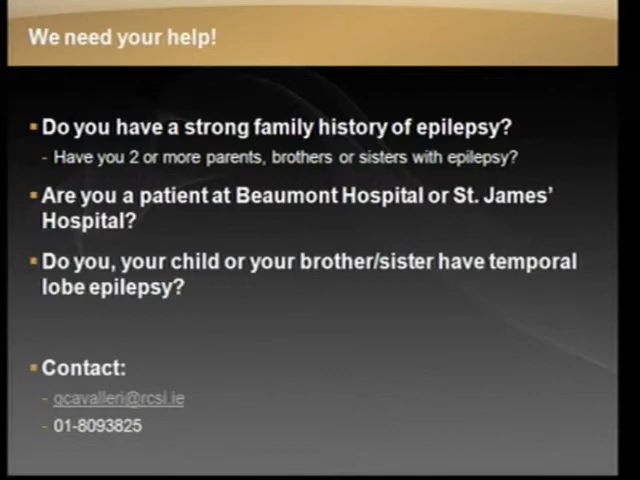 We need your help!
▪ Do you have a strong family history of epilepsy?
- Have you 2 or more parents, brothers or sisters with epilepsy?
▪ Are you a patient at Beaumont Hospital or St. James’
Hospital?
▪ Do you, your child or your brother/sister have temporal
lobe epilepsy?
▪ Contact:
- gcavalleri@rcsi.ie
- 01-8093825